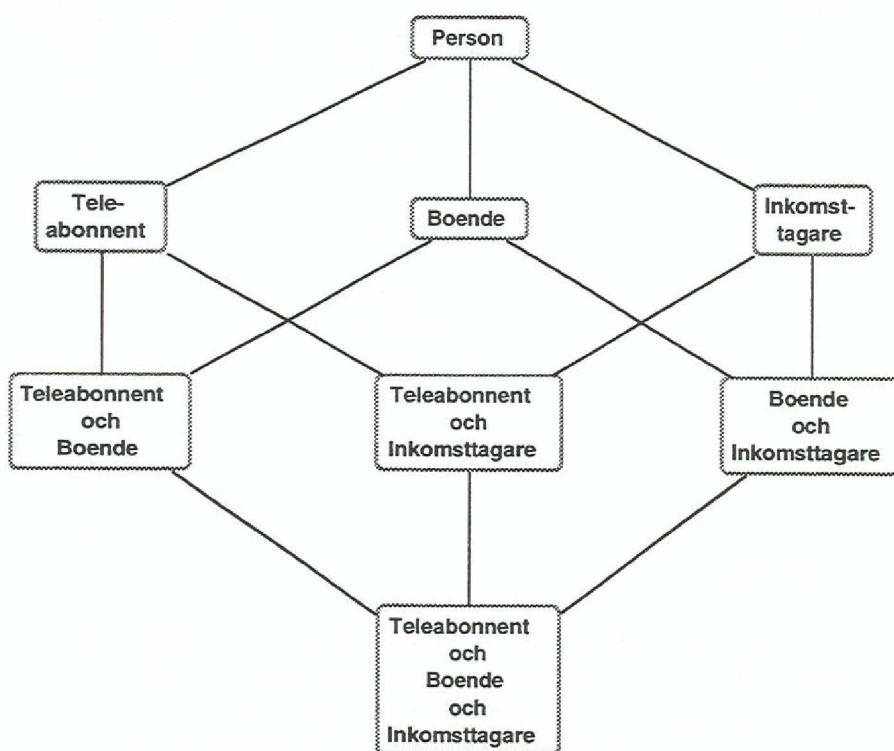 Person
Tele-
abonnent
Boende
Inkomst-
tagare
Teleabonnent
och
Boende
Teleabonnent
och
Inkomsttagare
Boende
och
Inkomsttagare
Teleabonnent
och
Boende
och
Inkomsttagare